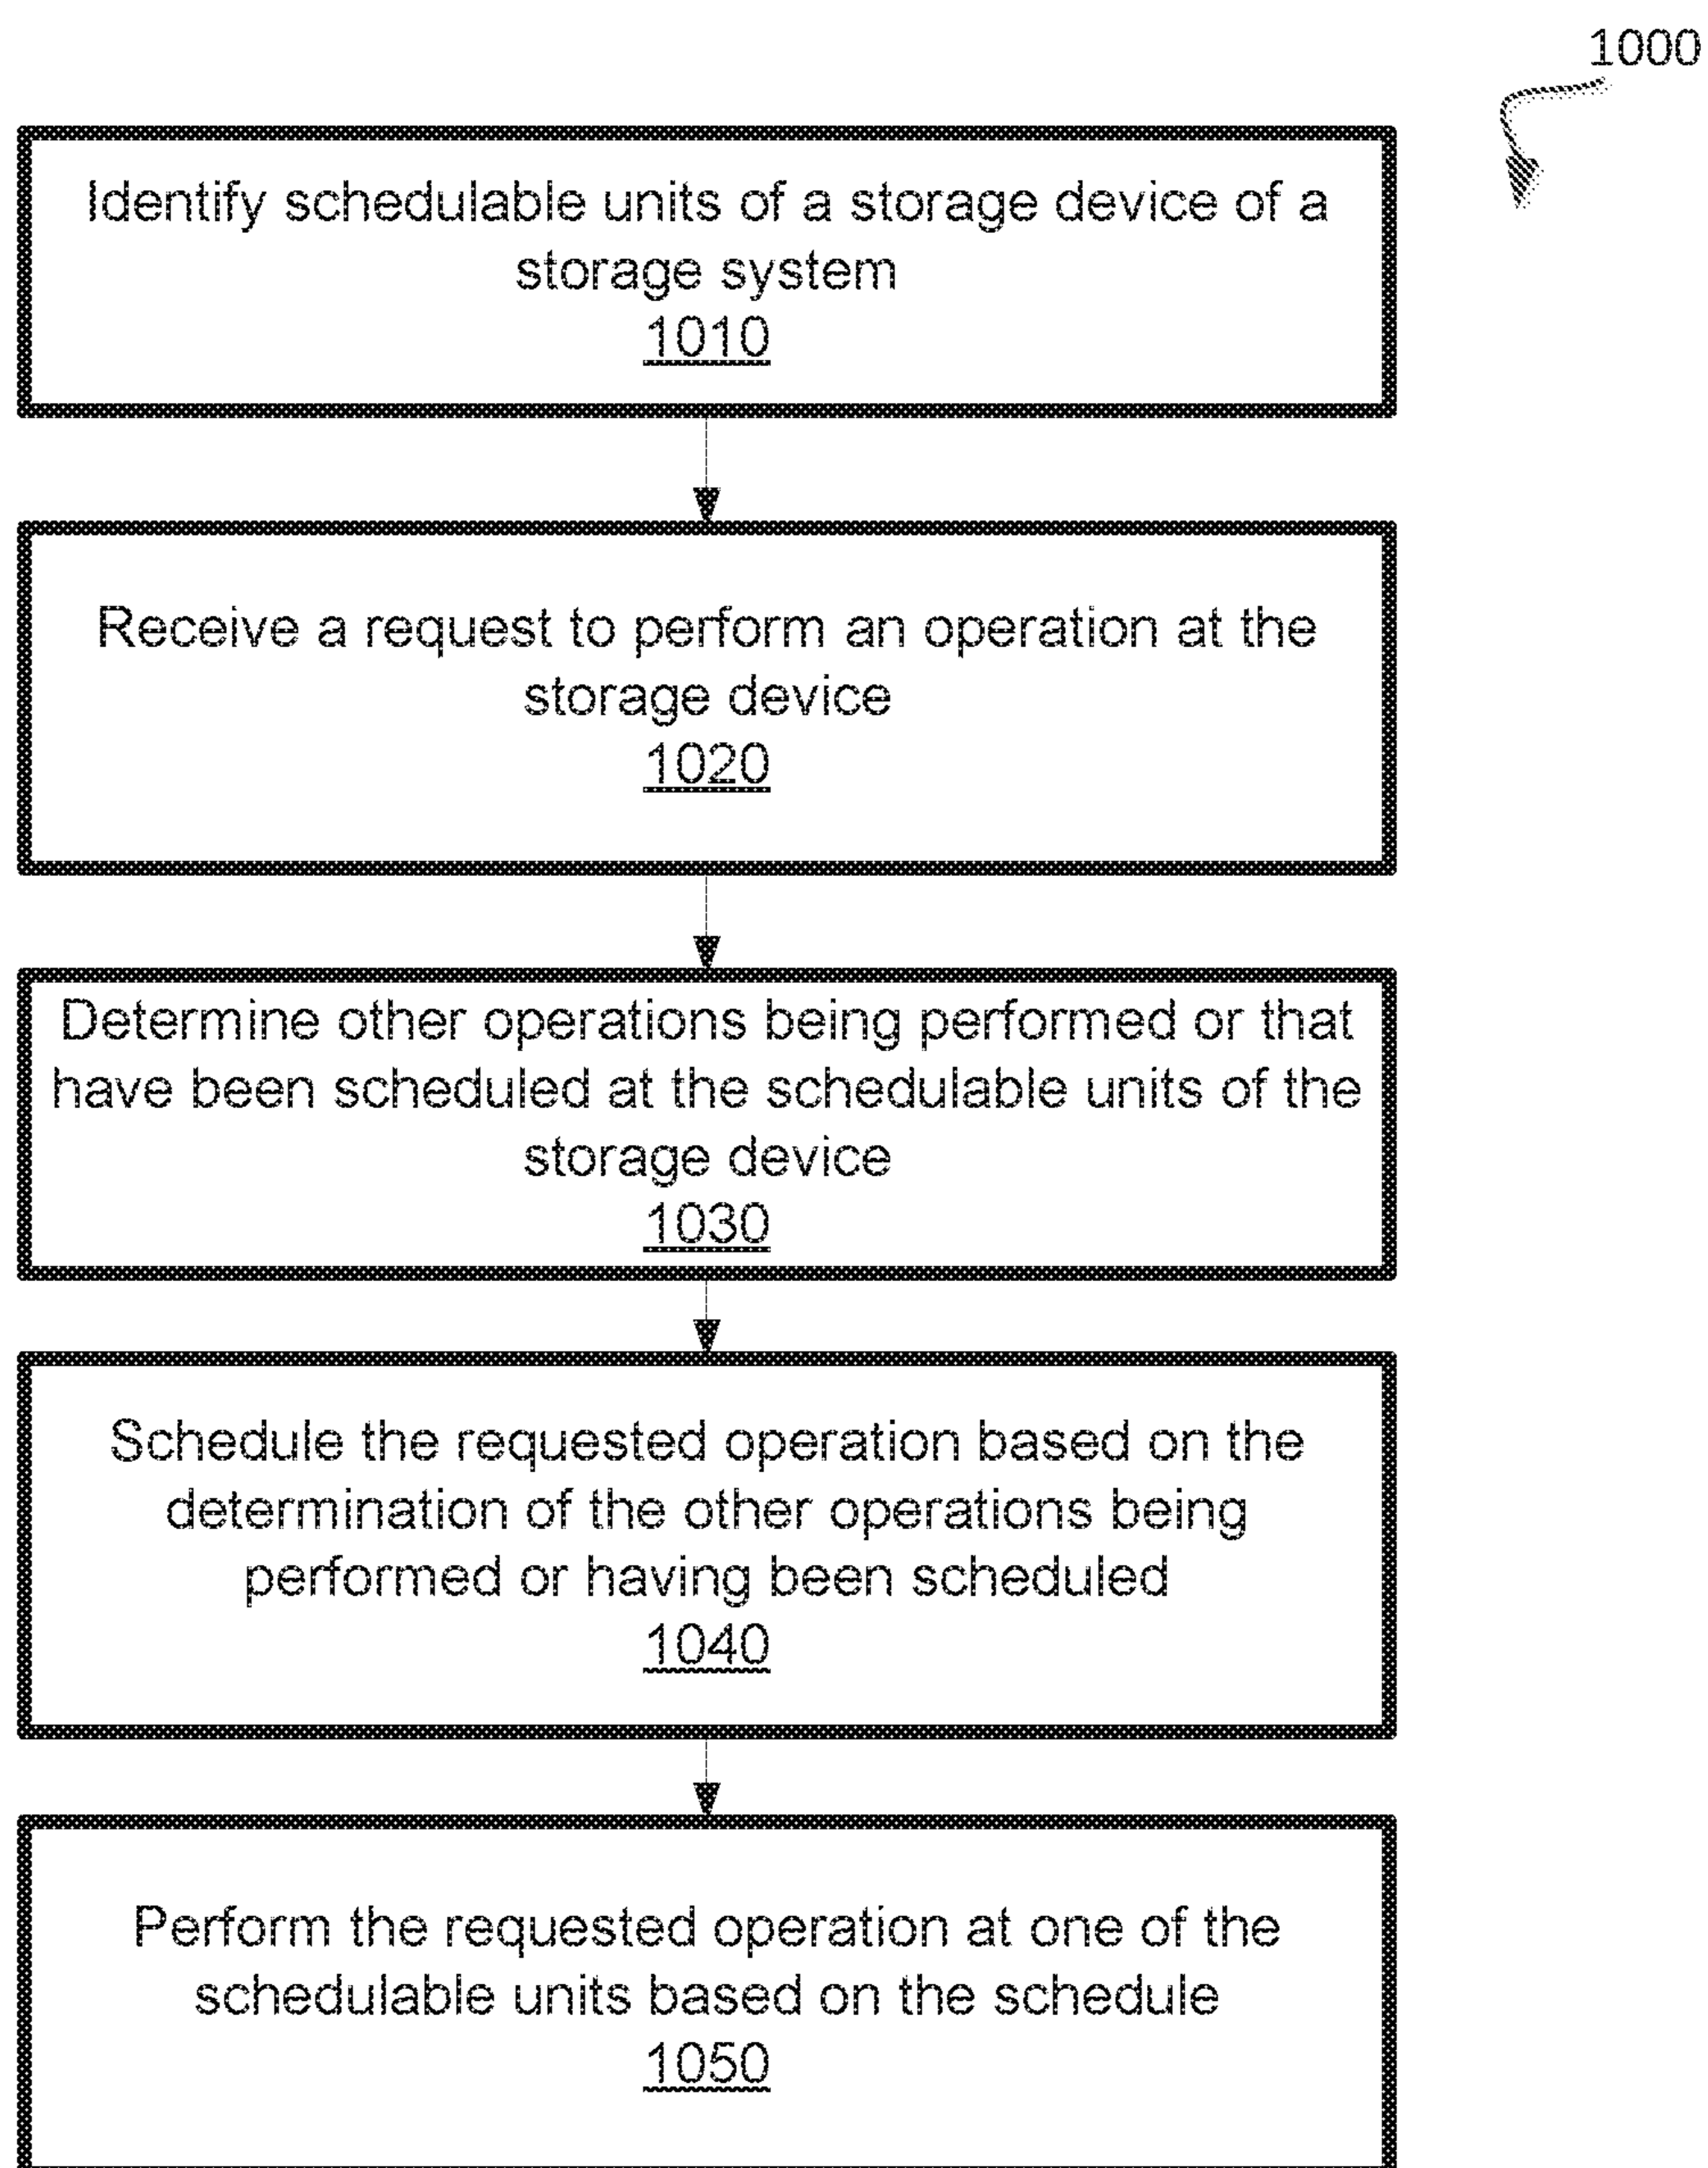 1000
Identify schedulable units of a storage device of a
storage system
1010
Receive a request to perform an operation at the
storage device
1020
Determine other operations being performed or that
have been scheduled at the schedulable units of the
storage device
1030
Schedule the requested operation based on the
determination of the other operations being
performed or having been scheduled
1040
Perform the requested operation at one of the
schedulable units based on the schedule
1050